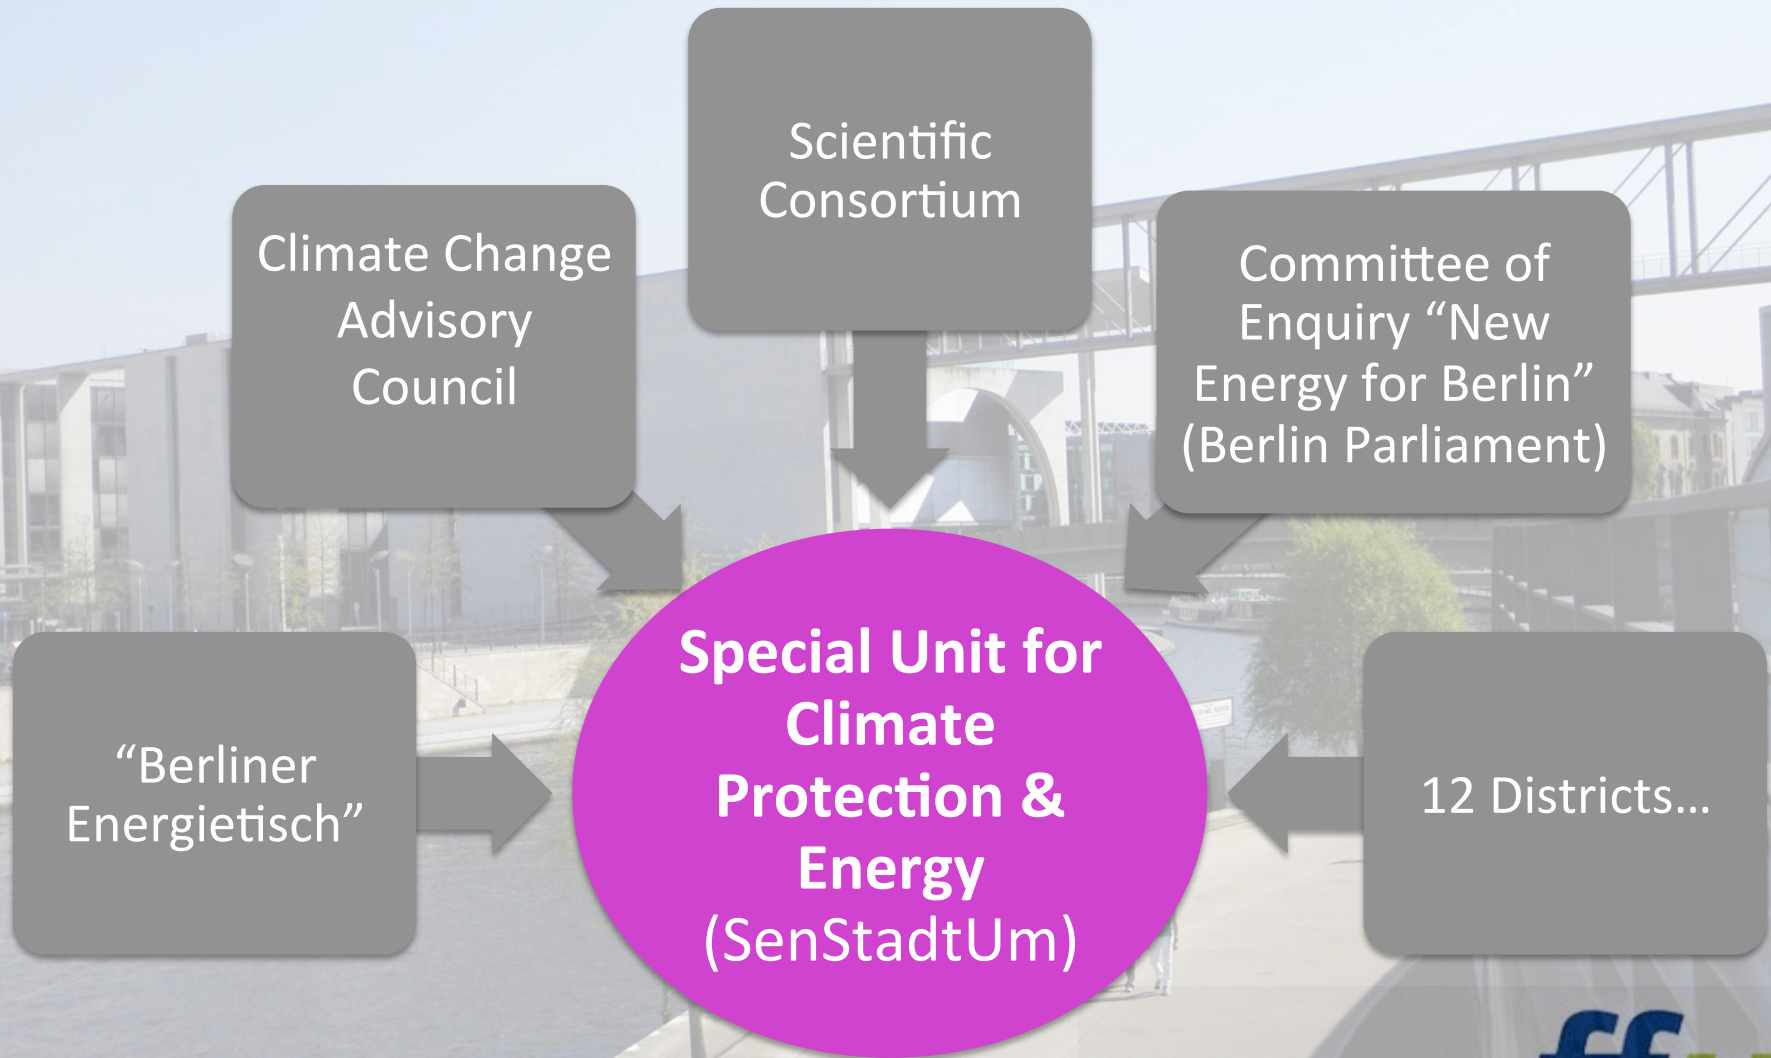 Scientific
Consortium
Climate Change
Advisory
Council
Committee of
Enquiry “New
Energy for Berlin”
(Berlin Parliament)
“Berliner
Energietisch”
Special Unit for
Climate
Protection &
Energy
(SenStadtUm)
12 Districts...
ff